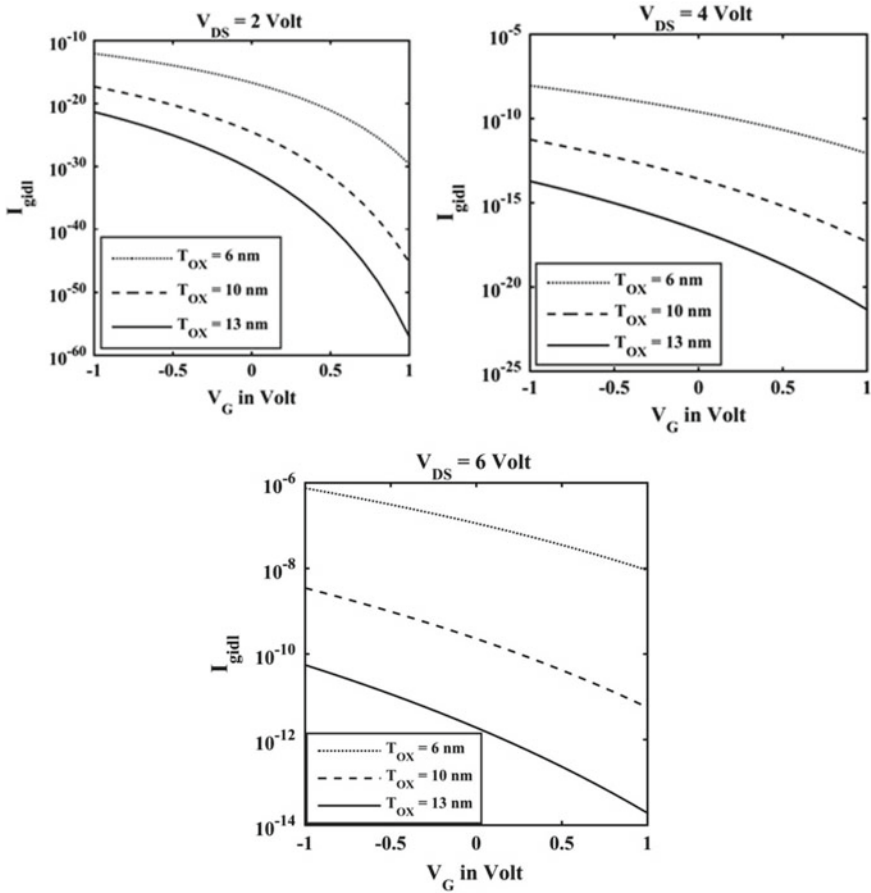 V_DS = 2 Volt
10^-10
10^-20
10^-30
10^-40
10^-50
10^-60
I_gidl
T_OX = 6 nm
T_OX = 10 nm
T_OX = 13 nm
-1 -0.5 0 0.5 1
V_G in Volt
V_DS = 4 Volt
10^-5
10^-10
10^-15
10^-20
10^-25
I_gidl
T_OX = 6 nm
T_OX = 10 nm
T_OX = 13 nm
-1 -0.5 0 0.5 1
V_G in Volt
V_DS = 6 Volt
10^-6
10^-8
10^-10
10^-12
10^-14
I_gidl
T_OX = 6 nm
T_OX = 10 nm
T_OX = 13 nm
-1 -0.5 0 0.5 1
V_G in Volt